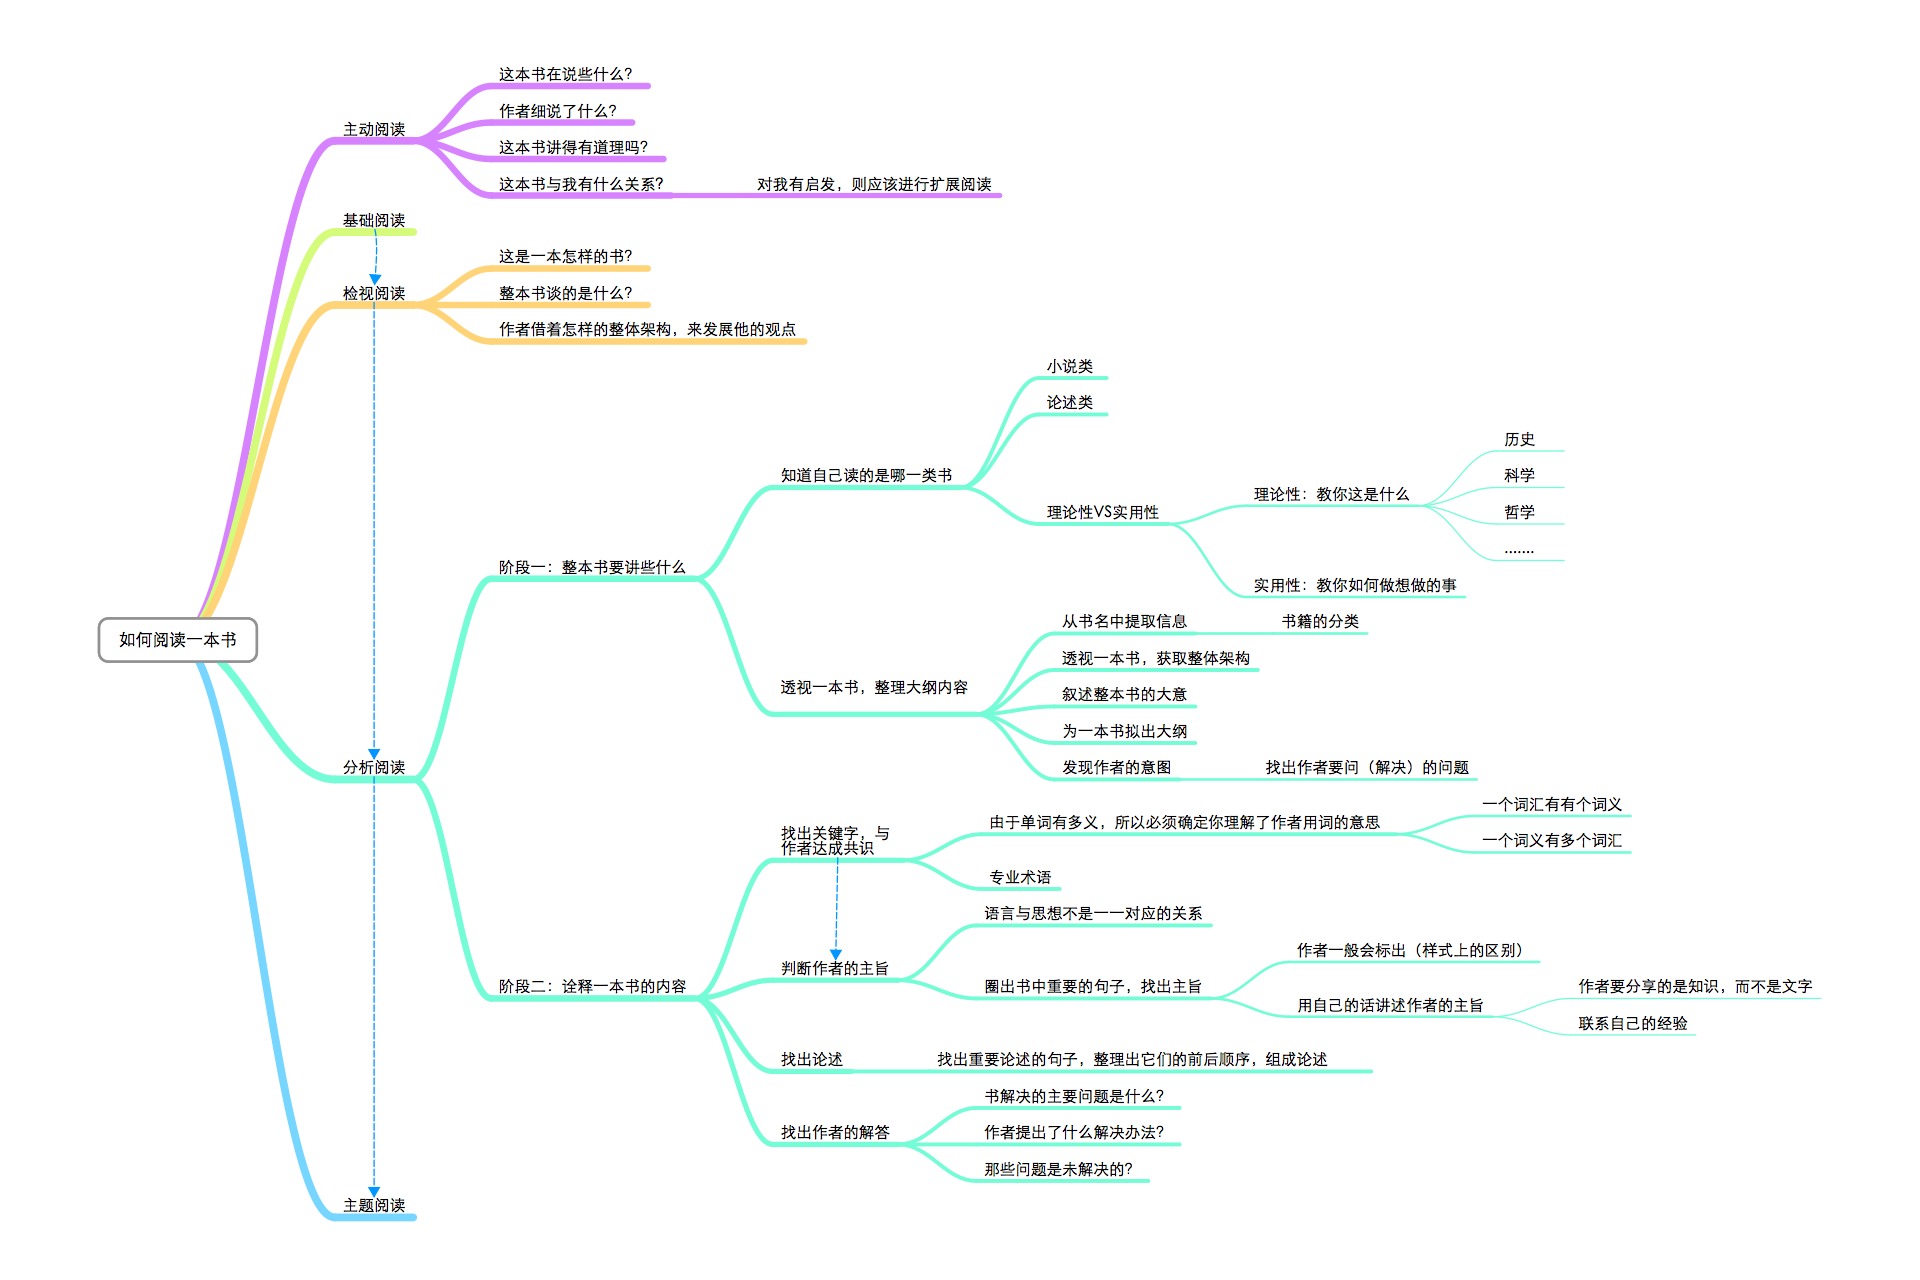 如何阅读一本书
主动阅读
这本书在说些什么？
作者细说了什么？
这本书讲得有道理吗？
这本书与我有什么关系？
对我有启发，则应该进行扩展阅读
基础阅读
检视阅读
这是一本怎样的书？
整本书谈的是什么？
作者借着怎样的整体架构，来发展他的观点
分析阅读
阶段一：整本书要讲些什么
知道自己读的是哪一类书
小说类
论述类
理论性VS实用性
理论性：教你这是什么
历史
科学
哲学
.......
实用性：教你如何做想做的事
透视一本书，整理大纲内容
从书名中提取信息
书籍的分类
透视一本书，获取整体架构
叙述整本书的大意
为一本书拟出大纲
发现作者的意图
找出作者要问（解决）的问题
阶段二：诠释一本书的内容
找出关键字，与
作者达成共识
由于单词有多义，所以必须确定你理解了作者用词的意思
一个词汇有有个词义
一个词义有多个词汇
专业术语
判断作者的主旨
语言与思想不是一一对应的关系
圈出书中重要的句子，找出主旨
作者一般会标出（样式上的区别）
用自己的话讲述作者的主旨
作者要分享的是知识，而不是文字
联系自己的经验
找出论述
找出重要论述的句子，整理出它们的前后顺序，组成论述
找出作者的解答
书解决的主要问题是什么？
作者提出了什么解决办法？
那些问题是未解决的？
主题阅读